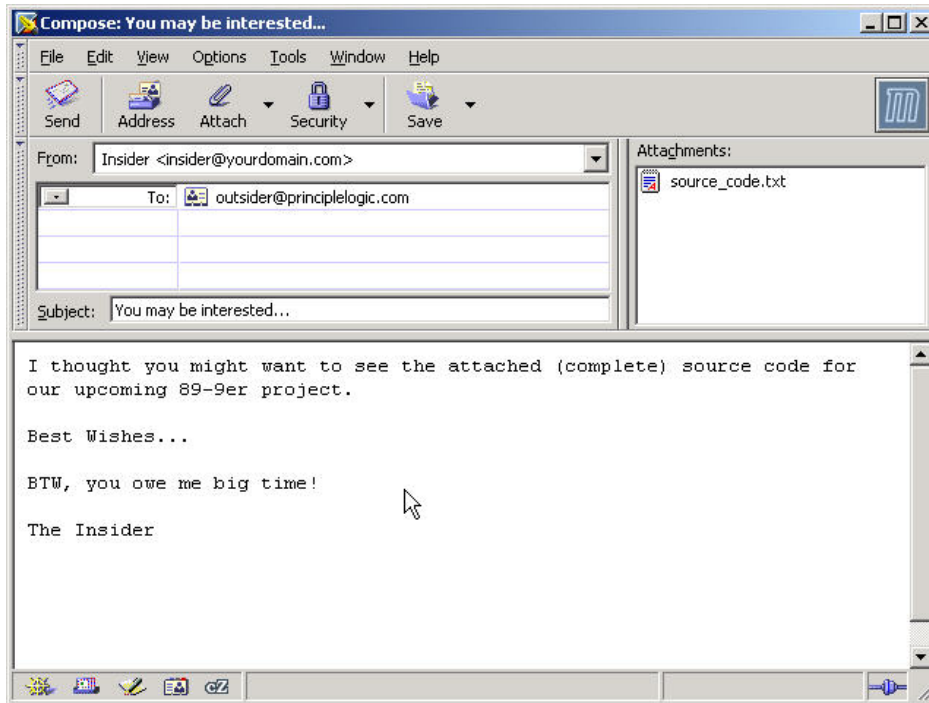 Compose: You may be interested...
File Edit View Options Tools Window Help
Send Address Attach Security Save
From: Insider <insider@yourdomain.com>
Attachments:
source_code.txt
To: outsider@principlelogic.com
Subject: You may be interested...
I thought you might want to see the attached (complete) source code for
our upcoming 89-9er project.
Best Wishes...
BTW, you owe me big time!
The Insider
cZ